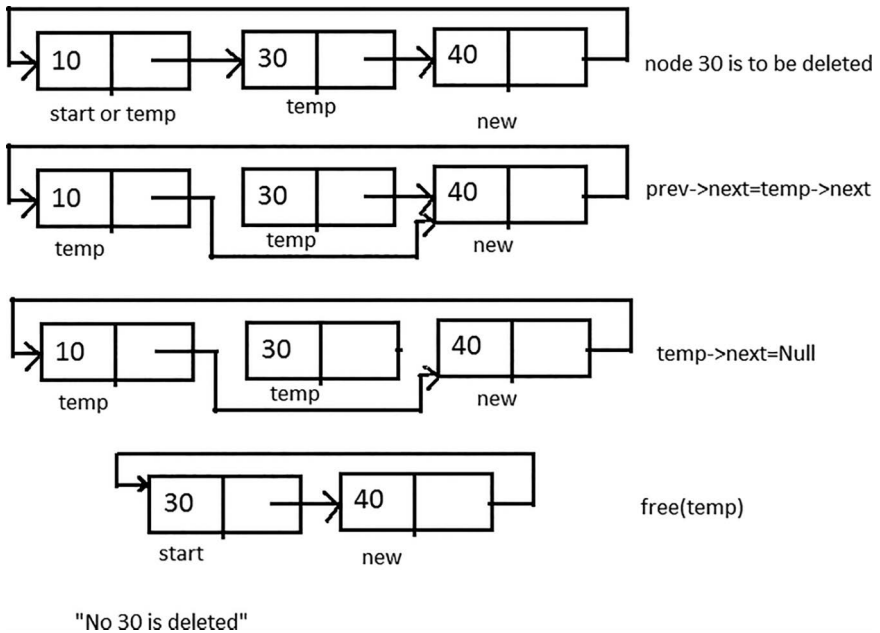 10 30 40 node 30 is to be deleted
start or temp temp new
10 30 40 prev->next=temp->next
temp temp new
10 30 40 temp->next=Null
temp temp new
30 40 free(temp)
start new
"No 30 is deleted"